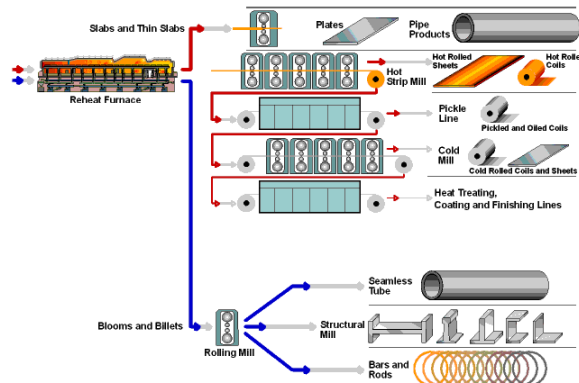 Slabs and Thin Slabs
Plates
Pipe
Products
Reheat Furnace
Hot
Strip Mill
Hot Rolled
Sheets
Hot Rolle
Coils
Pickle
Line
Pickled and Oiled Coils
Cold
Mill
Cold Rolled Coils and Sheets
Heat Treating,
Coating and Finishing Lines
Seamless
Tube
Blooms and Billets
Rolling Mill
Structural
Mill
Bars and
Rods